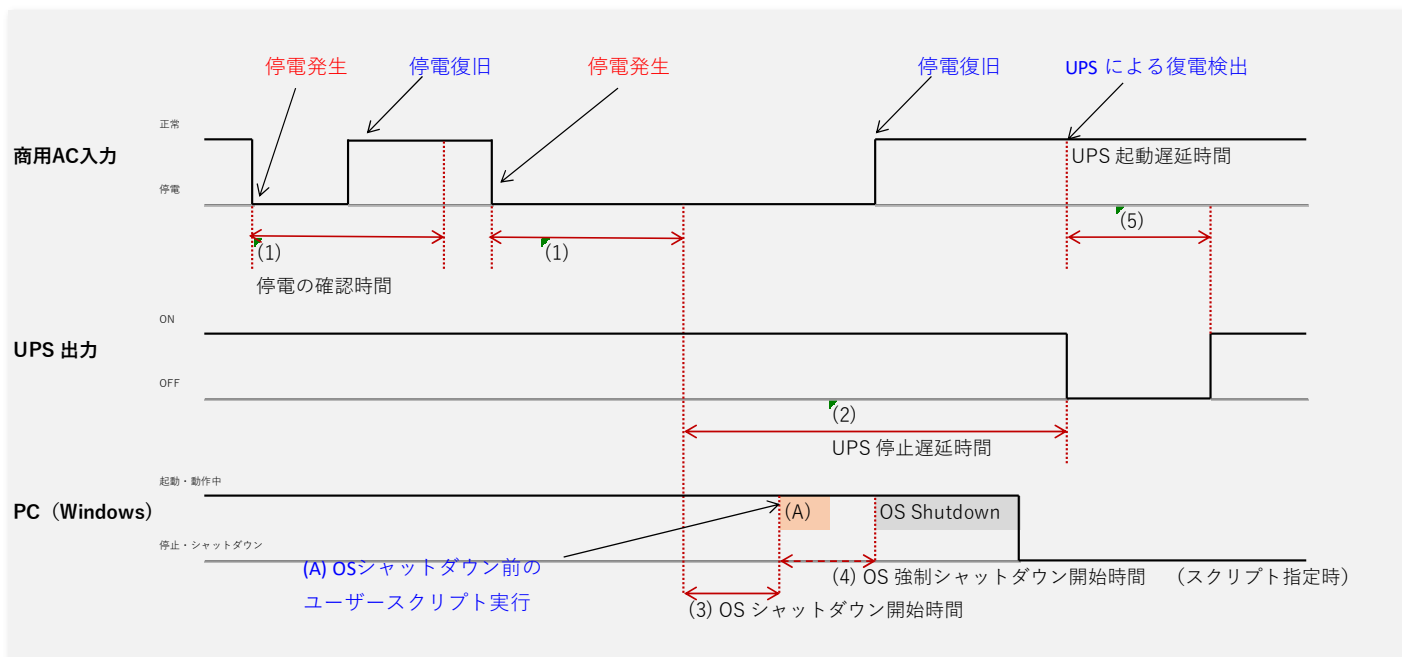 停電発生
停電復旧
停電発生
停電復旧
UPS による復電検出
正常
商用AC入力
UPS 起動遅延時間
停電
(1)
(1)
(5)
停電の確認時間
ON
UPS 出力
OFF
(2)
UPS 停止遅延時間
起動・動作中
PC（Windows）
(A)
OS Shutdown
停止・シャットダウン
(A) OSシャットダウン前の
ユーザースクリプト実行
(4) OS 強制シャットダウン開始時間　（スクリプト指定時）
(3) OS シャットダウン開始時間